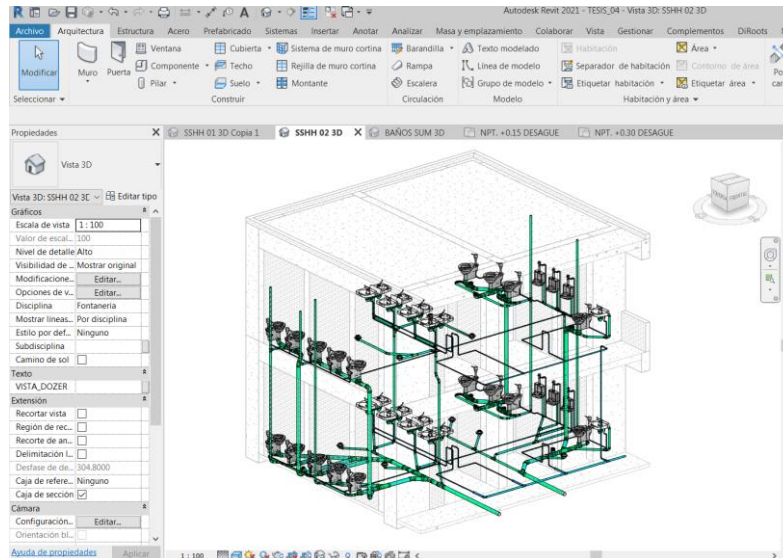 Autodesk Revit 2021 - TESIS_04 - Vista 3D: SSHH 02 3D
Archivo Arquitectura Estructura Acero Prefabricado Sistemas Insertar Anotar Analizar Masa y emplazamiento Colaborar Vista Gestionar Complementos DiRoots
Modificar
Muro
Puerta
Ventana
Componente
Pilar
Cubierta
Techo
Suelo
Sistema de muro cortina
Rejilla de muro cortina
Montante
Barandilla
Rampa
Escalera
Texto modelado
Línea de modelo
Grupo de modelo
Habitación
Separador de habitación
Etiquetar habitación
Área
Contorno de área
Etiquetar área
Seleccionar Construir Circulación Modelo Habitación y área
Propiedades X
SSHH 01 3D Copia 1 SSHH 02 3D X BAÑOS SUM 3D NPT. +0.15 DESAGUE NPT. +0.30 DESAGUE
Vista 3D
Vista 3D: SSHH 02 3D Editar tipo
Gráficos
Escala de vista 1 : 100
Valor de escal... 100
Nivel de detalle Alto
Visibilidad de ... Mostrar original
Modificacione... Editar...
Opciones de v... Editar...
Disciplina Fontanería
Mostrar líneas... Por disciplina
Estilo por def... Ninguno
Subdisciplina
Camino de sol
Texto
VISTA_DOZER
Extensión
Recortar vista
Región de rec...
Recorte de an...
Delimitación l...
Desfase de de... 304.8000
Caja de refere... Ninguno
Caja de sección
Cámara
Configuración... Editar...
Orientación bl...
Ayuda de propiedades Aplicar
1 : 100